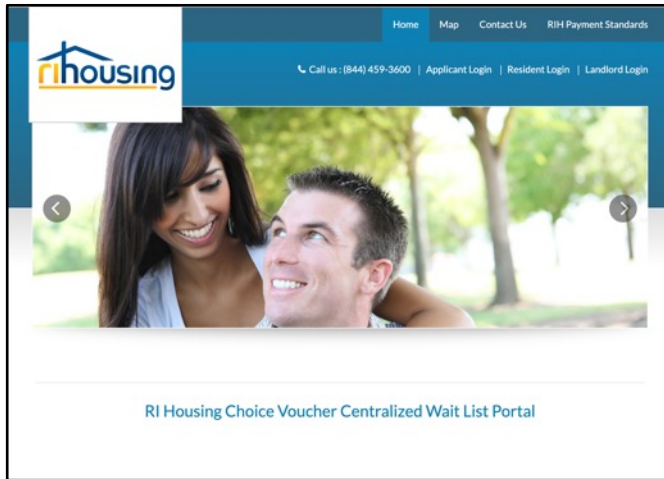 Home Map Contact Us RIH Payment Standards
rihousing
Call us : (844) 459-3600 | Applicant Login | Resident Login | Landlord Login
RI Housing Choice Voucher Centralized Wait List Portal